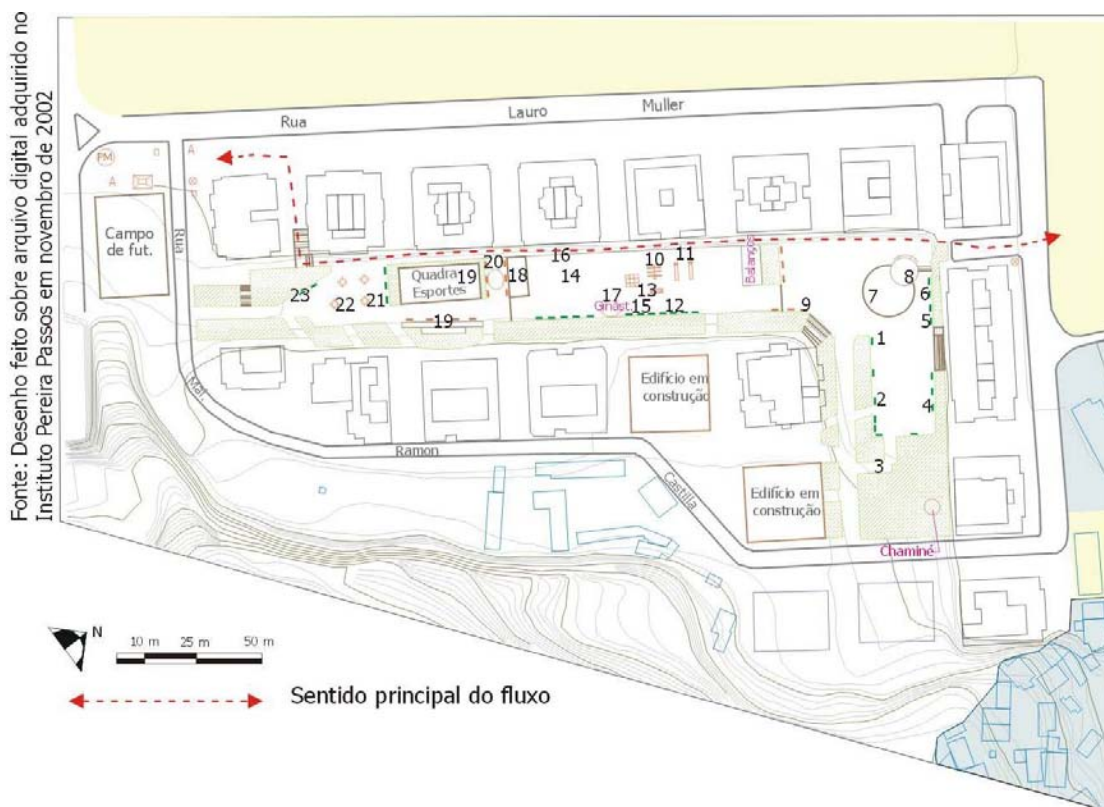 Fonte: Desenho feito sobre arquivo digital adquirido no
Instituto Pereira Passos em novembro de 2002
Rua
Lauro
Muller
PM
A
A
Campo
de fut.
Rua
Quadra
Esportes
19
20
18
16
14
10
11
13
17
Ginást.
15
12
Balanços
9
8
7
6
5
1
2
4
3
23
22
21
19
Edifício em
construção
Mal.
Ramon
Castilla
Edifício em
construção
Chaminé
N
10 m
25 m
50 m
Sentido principal do fluxo